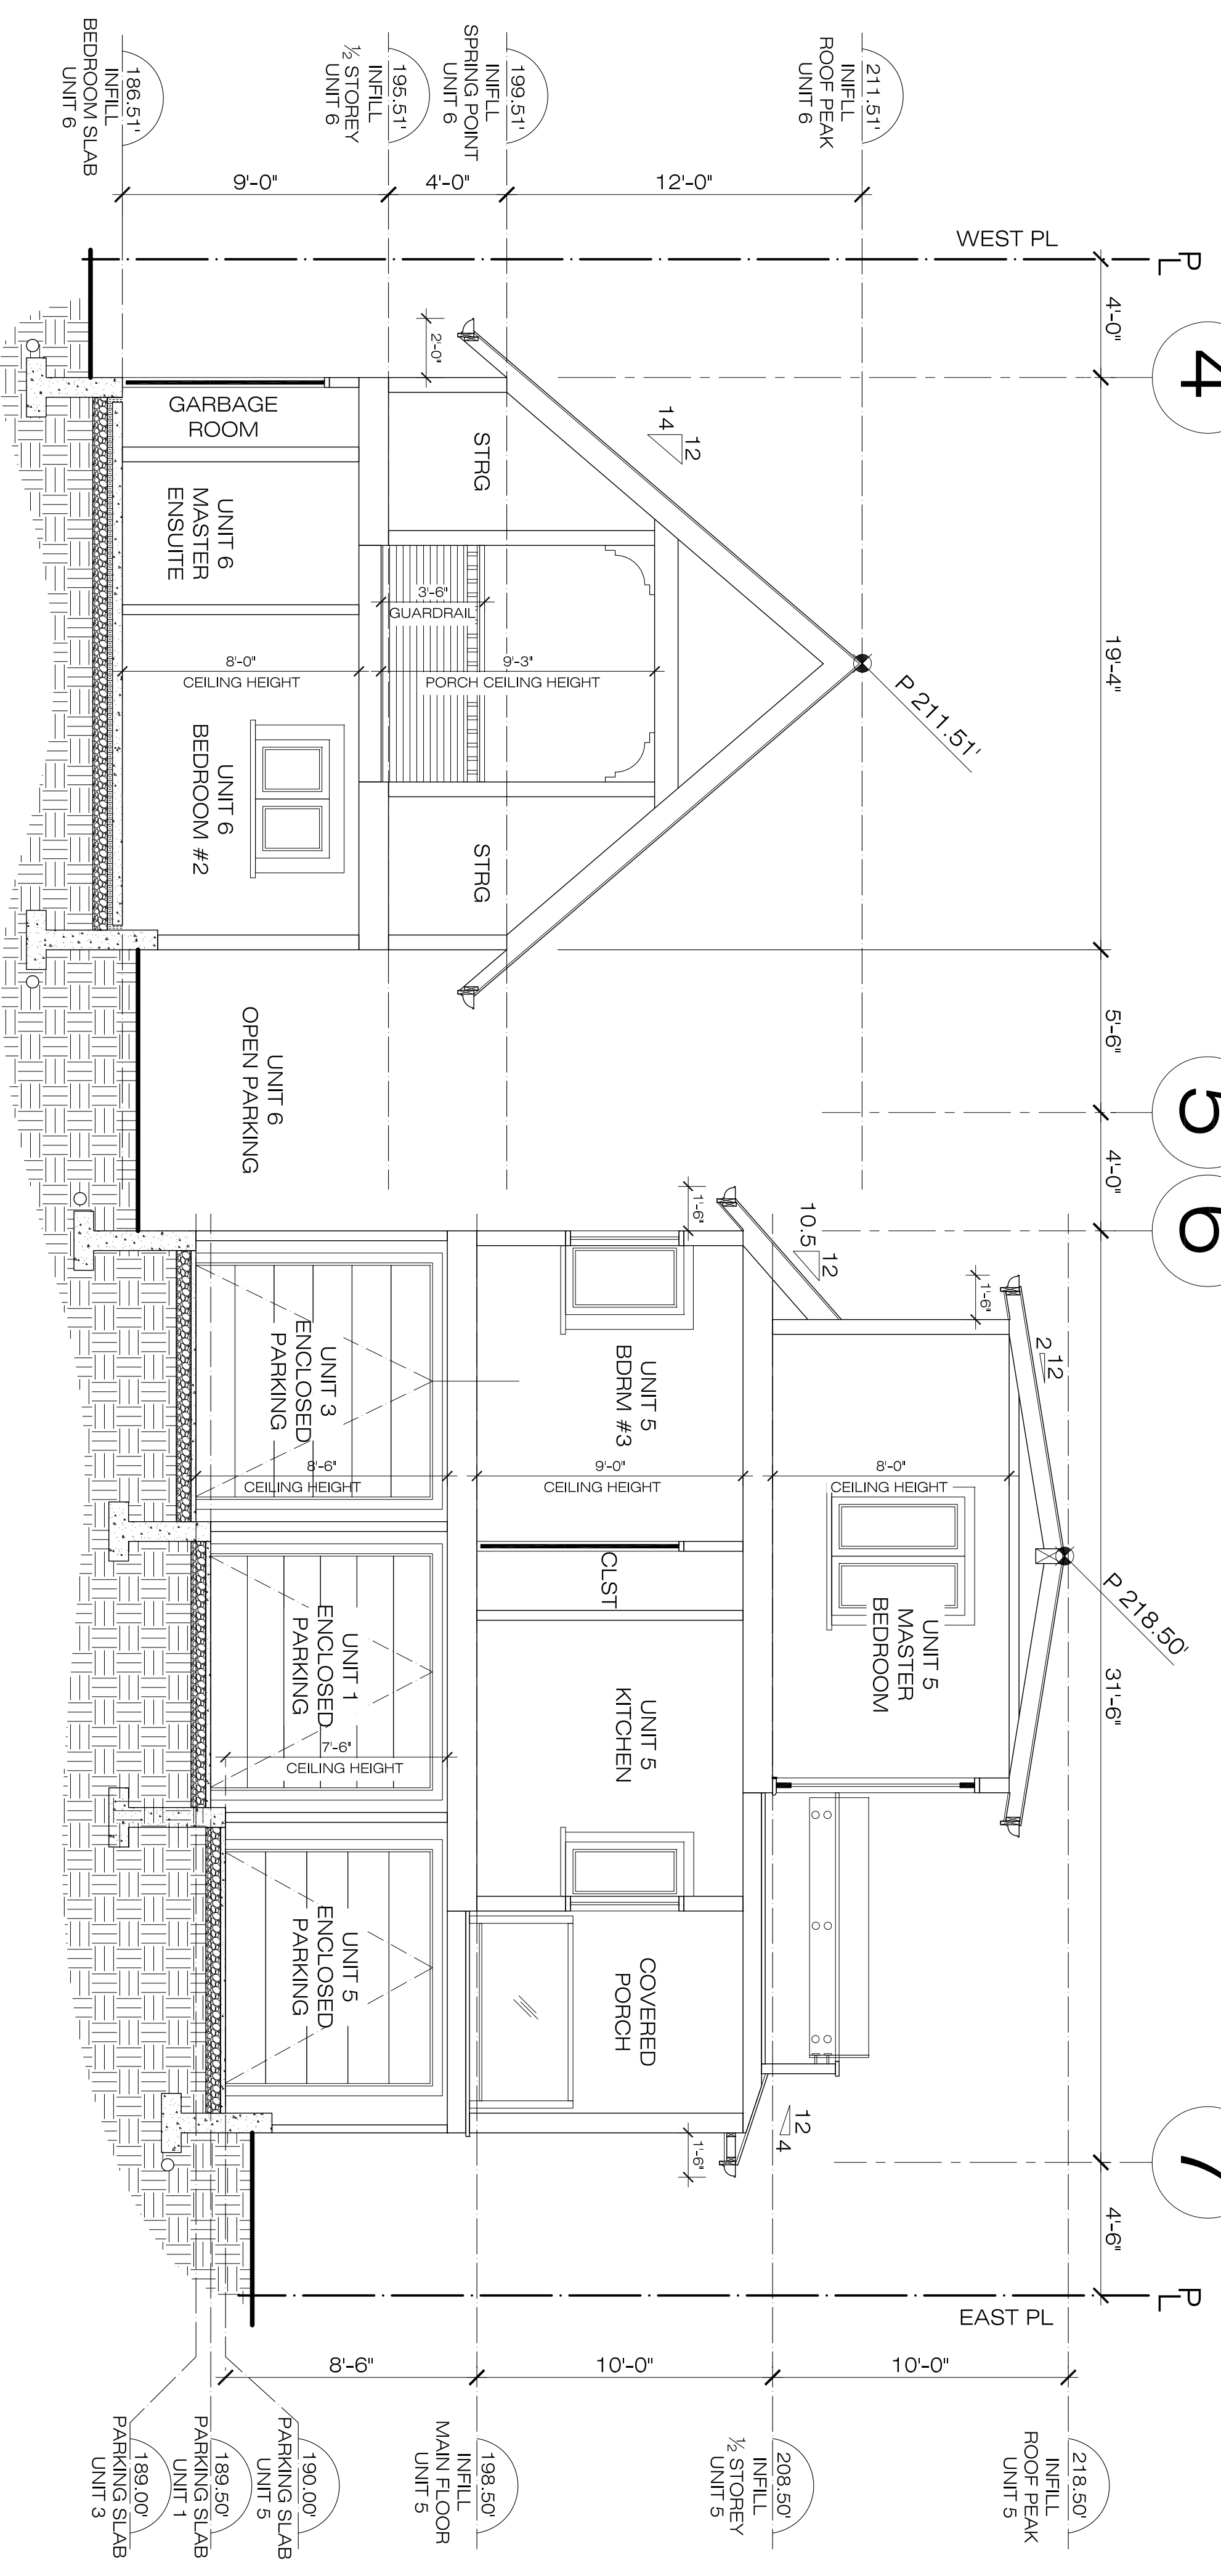 4
5
6
7
P
L
P
L
WEST PL
EAST PL
4'-0"
19'-4"
5'-6"
4'-0"
31'-6"
4'-6"
211.51'
INIFILL
ROOF PEAK
UNIT 6
199.51'
INIFLL
SPRING POINT
UNIT 6
195.51'
INFILL
½ STOREY
UNIT 6
186.51'
INFILL
BEDROOM SLAB
UNIT 6
12'-0"
4'-0"
9'-0"
2'-0"
12
14
P 211.51'
STRG
STRG
3'-6"
GUARDRAIL
9'-3"
PORCH CEILING HEIGHT
GARBAGE
ROOM
UNIT 6
MASTER
ENSUITE
8'-0"
CEILING HEIGHT
UNIT 6
BEDROOM #2
UNIT 6
OPEN PARKING
1'-6"
12
10.5
1'-6"
12
2
P 218.50'
8'-0"
CEILING HEIGHT
UNIT 5
MASTER
BEDROOM
UNIT 5
BDRM #3
9'-0"
CEILING HEIGHT
CLST
UNIT 5
KITCHEN
COVERED
PORCH
12
4
1'-6"
UNIT 3
ENCLOSED
PARKING
8'-6"
CEILING HEIGHT
UNIT 1
ENCLOSED
PARKING
7'-6"
CEILING HEIGHT
UNIT 5
ENCLOSED
PARKING
10'-0"
10'-0"
8'-6"
218.50'
INFILL
ROOF PEAK
UNIT 5
208.50'
INFILL
½ STOREY
UNIT 5
198.50'
INFILL
MAIN FLOOR
UNIT 5
190.00'
PARKING SLAB
UNIT 5
189.50'
PARKING SLAB
UNIT 1
189.00'
PARKING SLAB
UNIT 3